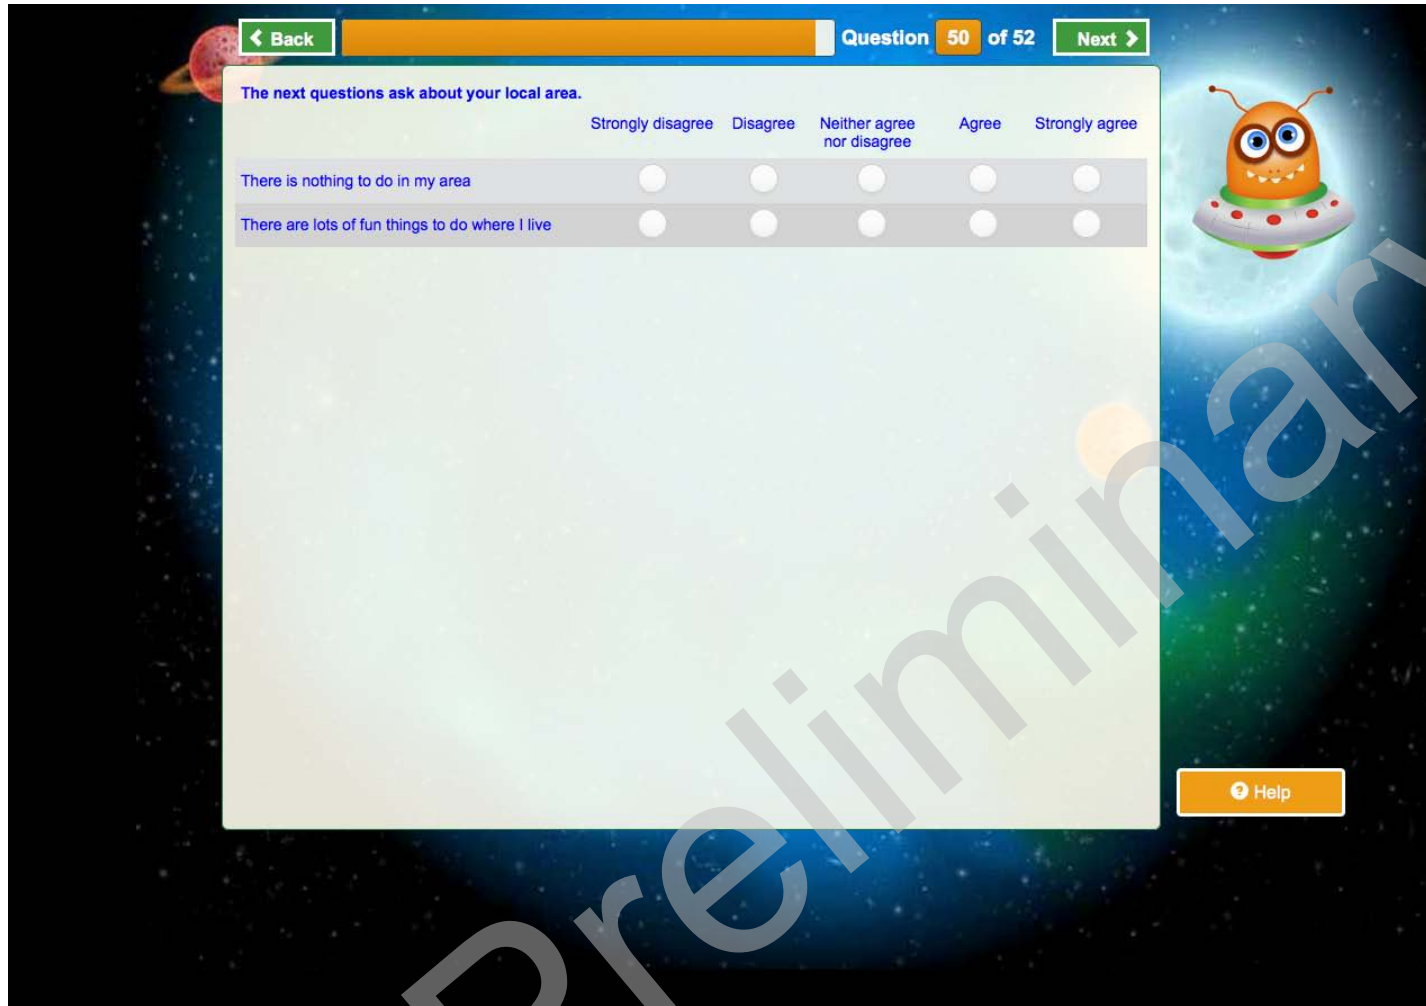 Back
Question 50 of 52
Next
The next questions ask about your local area.
Strongly disagree Disagree Neither agree nor disagree Agree Strongly agree
There is nothing to do in my area
There are lots of fun things to do where I live
Help
Preliminary